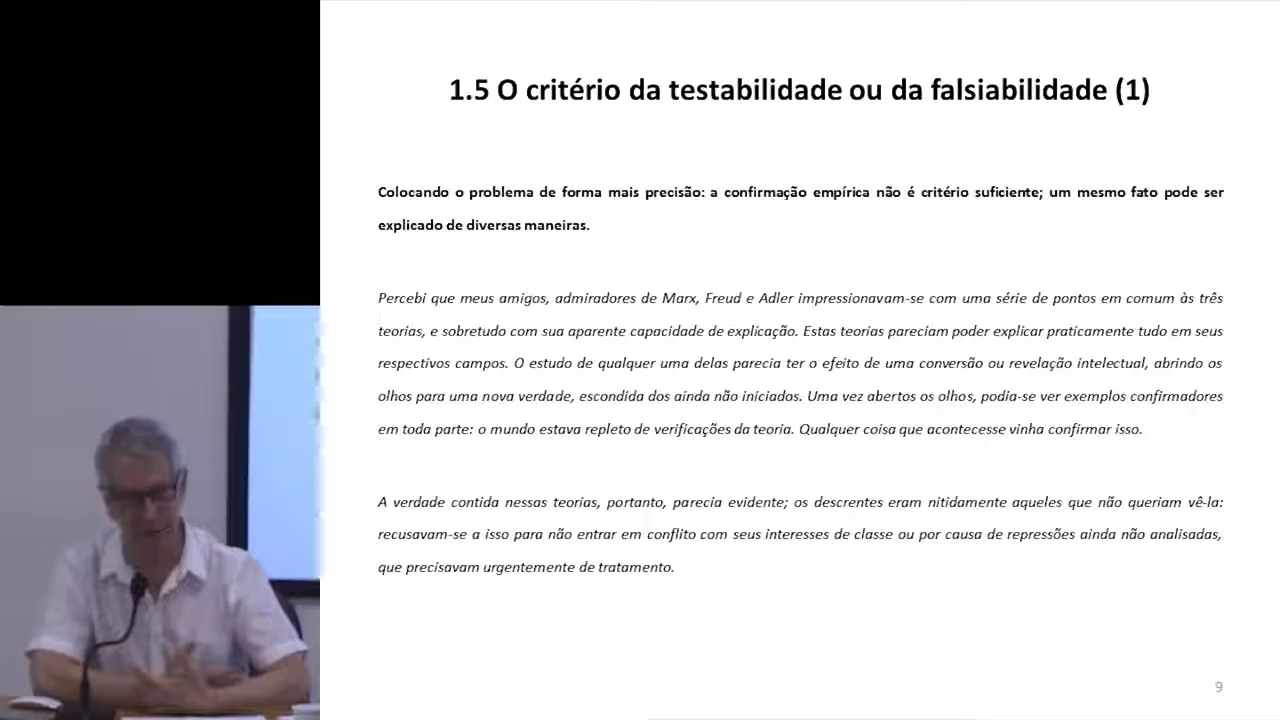 1.5 O critério da testabilidade ou da falsiabilidade (1)
Colocando o problema de forma mais precisão: a confirmação empírica não é critério suficiente; um mesmo fato pode ser
explicado de diversas maneiras.
Percebi que meus amigos, admiradores de Marx, Freud e Adler impressionavam-se com uma série de pontos em comum às três
teorias, e sobretudo com sua aparente capacidade de explicação. Estas teorias pareciam poder explicar praticamente tudo em seus
respectivos campos. O estudo de qualquer uma delas parecia ter o efeito de uma conversão ou revelação intelectual, abrindo os
olhos para uma nova verdade, escondida dos ainda não iniciados. Uma vez abertos os olhos, podia-se ver exemplos confirmadores
em toda parte: o mundo estava repleto de verificações da teoria. Qualquer coisa que acontecesse vinha confirmar isso.
A verdade contida nessas teorias, portanto, parecia evidente; os descrentes eram nitidamente aqueles que não queriam vê-la:
recusavam-se a isso para não entrar em conflito com seus interesses de classe ou por causa de repressões ainda não analisadas,
que precisavam urgentemente de tratamento.
9